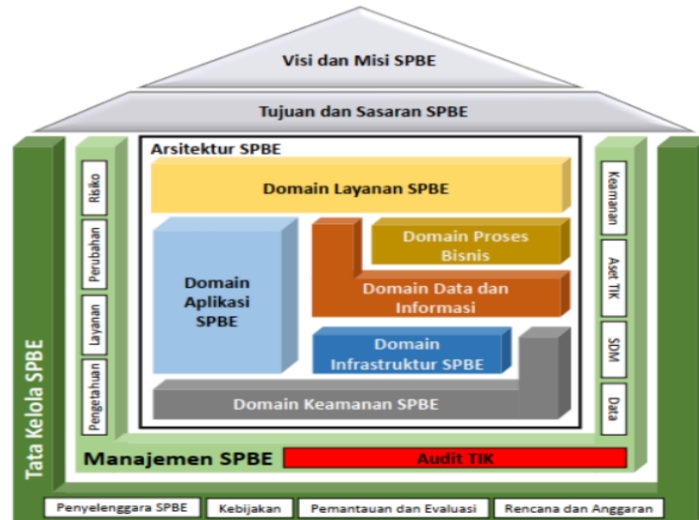 Visi dan Misi SPBE
Tujuan dan Sasaran SPBE
Arsitektur SPBE
Domain Layanan SPBE
Domain Proses
Bisnis
Domain
Aplikasi
SPBE
Domain Data dan
Informasi
Domain
Infrastruktur SPBE
Domain Keamanan SPBE
Risiko
Perubahan
Layanan
Pengetahuan
Keamanan
Aset TIK
SDM
Data
Tata Kelola SPBE
Manajemen SPBE
Audit TIK
Penyelenggara SPBE
Kebijakan
Pemantauan dan Evaluasi
Rencana dan Anggaran